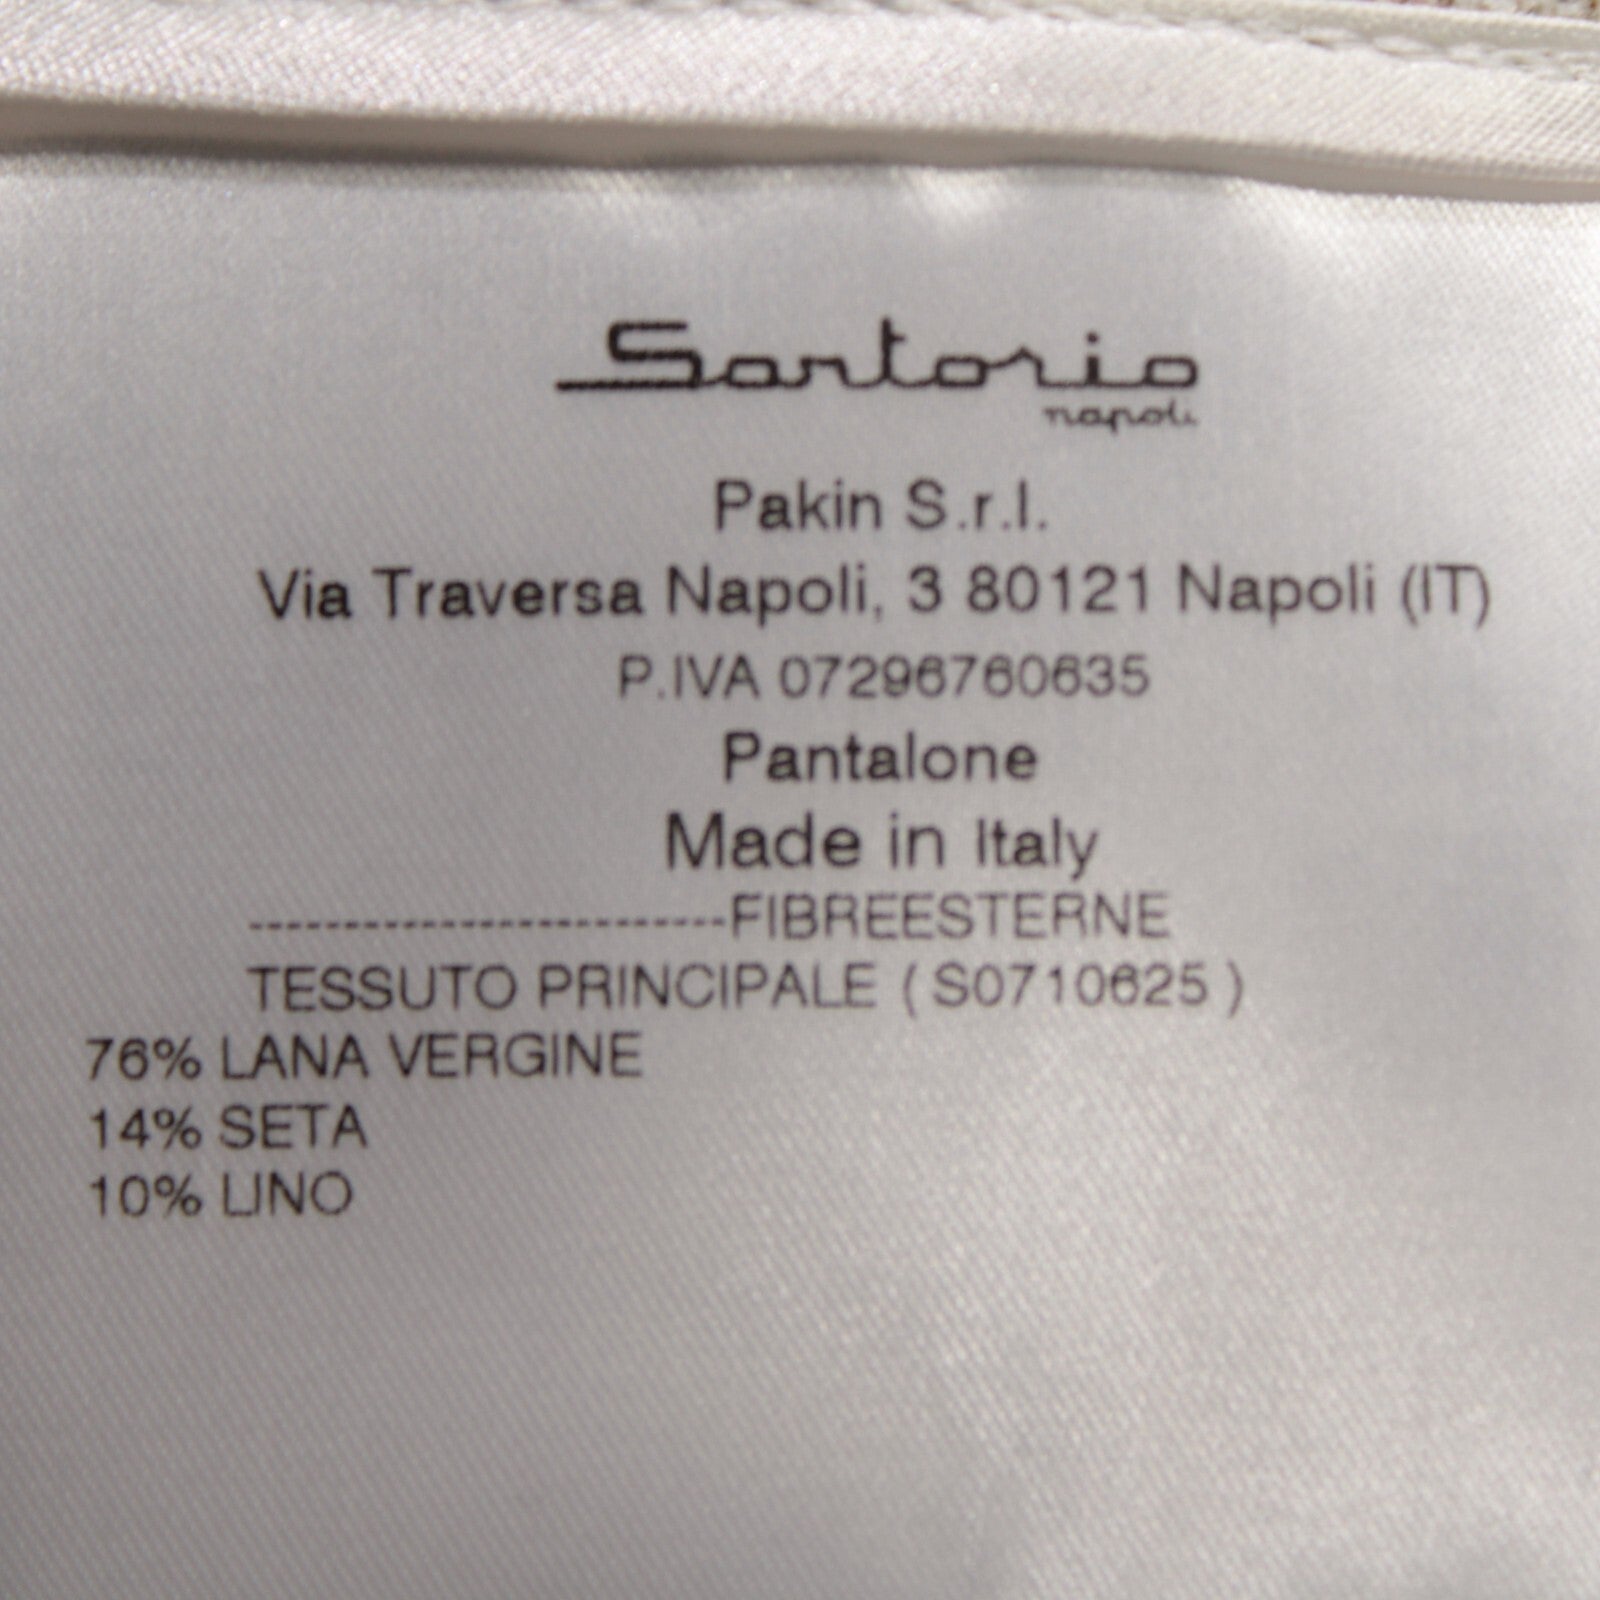 Sartorio
napoli
Pakin S.r.l.
Via Traversa Napoli, 3 80121 Napoli (IT)
P.IVA 07296760635
Pantalone
Made in Italy
-------------------------FIBREESTERNE
TESSUTO PRINCIPALE ( S0710625 )
76% LANA VERGINE
14% SETA
10% LINO